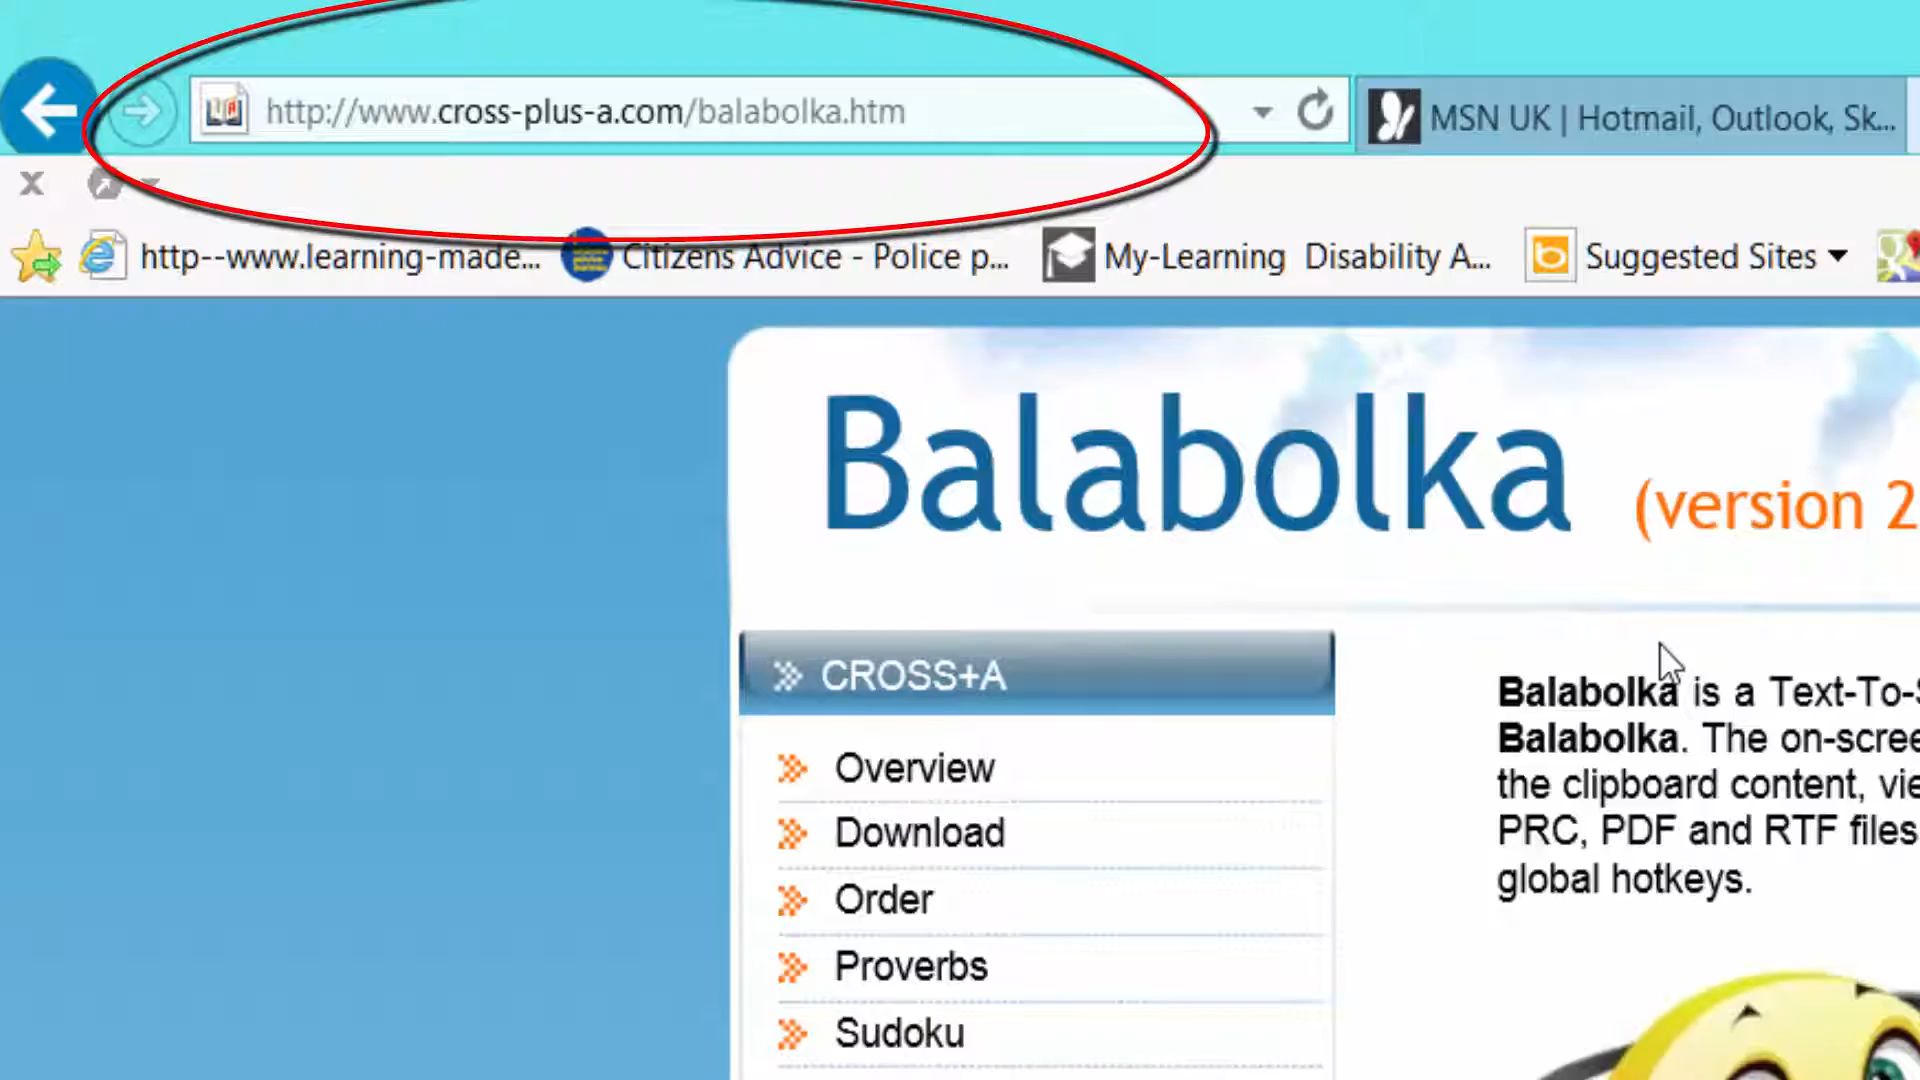 http://www.cross-plus-a.com/balabolka.htm
MSN UK | Hotmail, Outlook, Sk...
X
http--www.learning-made... Citizens Advice - Police p... My-Learning Disability A... Suggested Sites
Balabolka (version 2
CROSS+A
Overview
Download
Order
Proverbs
Sudoku
Balabolka is a Text-To-S
Balabolka. The on-scree
the clipboard content, vie
PRC, PDF and RTF files
global hotkeys.